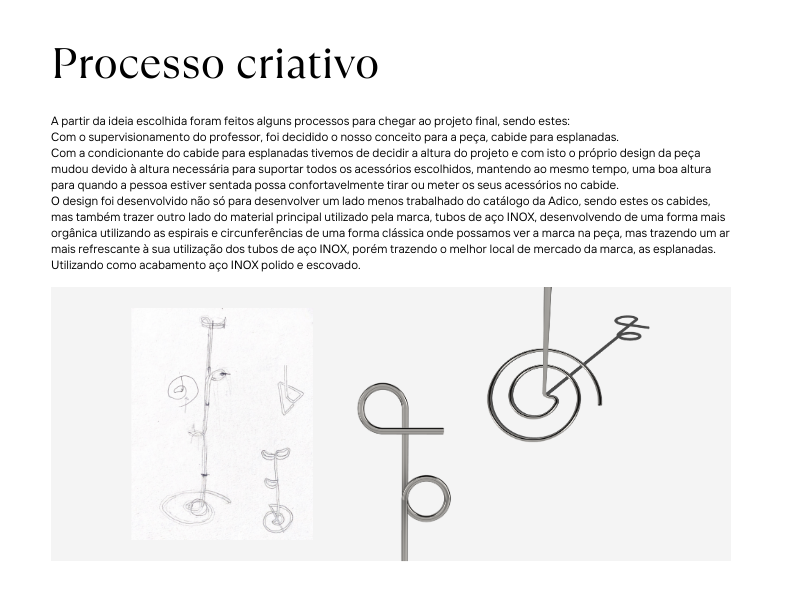 Processo criativo
A partir da ideia escolhida foram feitos alguns processos para chegar ao projeto final, sendo estes:
Com o supervisionamento do professor, foi decidido o nosso conceito para a peça, cabide para esplanadas.
Com a condicionante do cabide para esplanadas tivemos de decidir a altura do projeto e com isto o próprio design da peça
mudou devido à altura necessária para suportar todos os acessórios escolhidos, mantendo ao mesmo tempo, uma boa altura
para quando a pessoa estiver sentada possa confortavelmente tirar ou meter os seus acessórios no cabide.
O design foi desenvolvido não só para desenvolver um lado menos trabalhado do catálogo da Adico, sendo estes os cabides,
mas também trazer outro lado do material principal utilizado pela marca, tubos de aço INOX, desenvolvendo de uma forma mais
orgânica utilizando as espirais e circunferências de uma forma clássica onde possamos ver a marca na peça, mas trazendo um ar
mais refrescante à sua utilização dos tubos de aço INOX, porém trazendo o melhor local de mercado da marca, as esplanadas.
Utilizando como acabamento aço INOX polido e escovado.